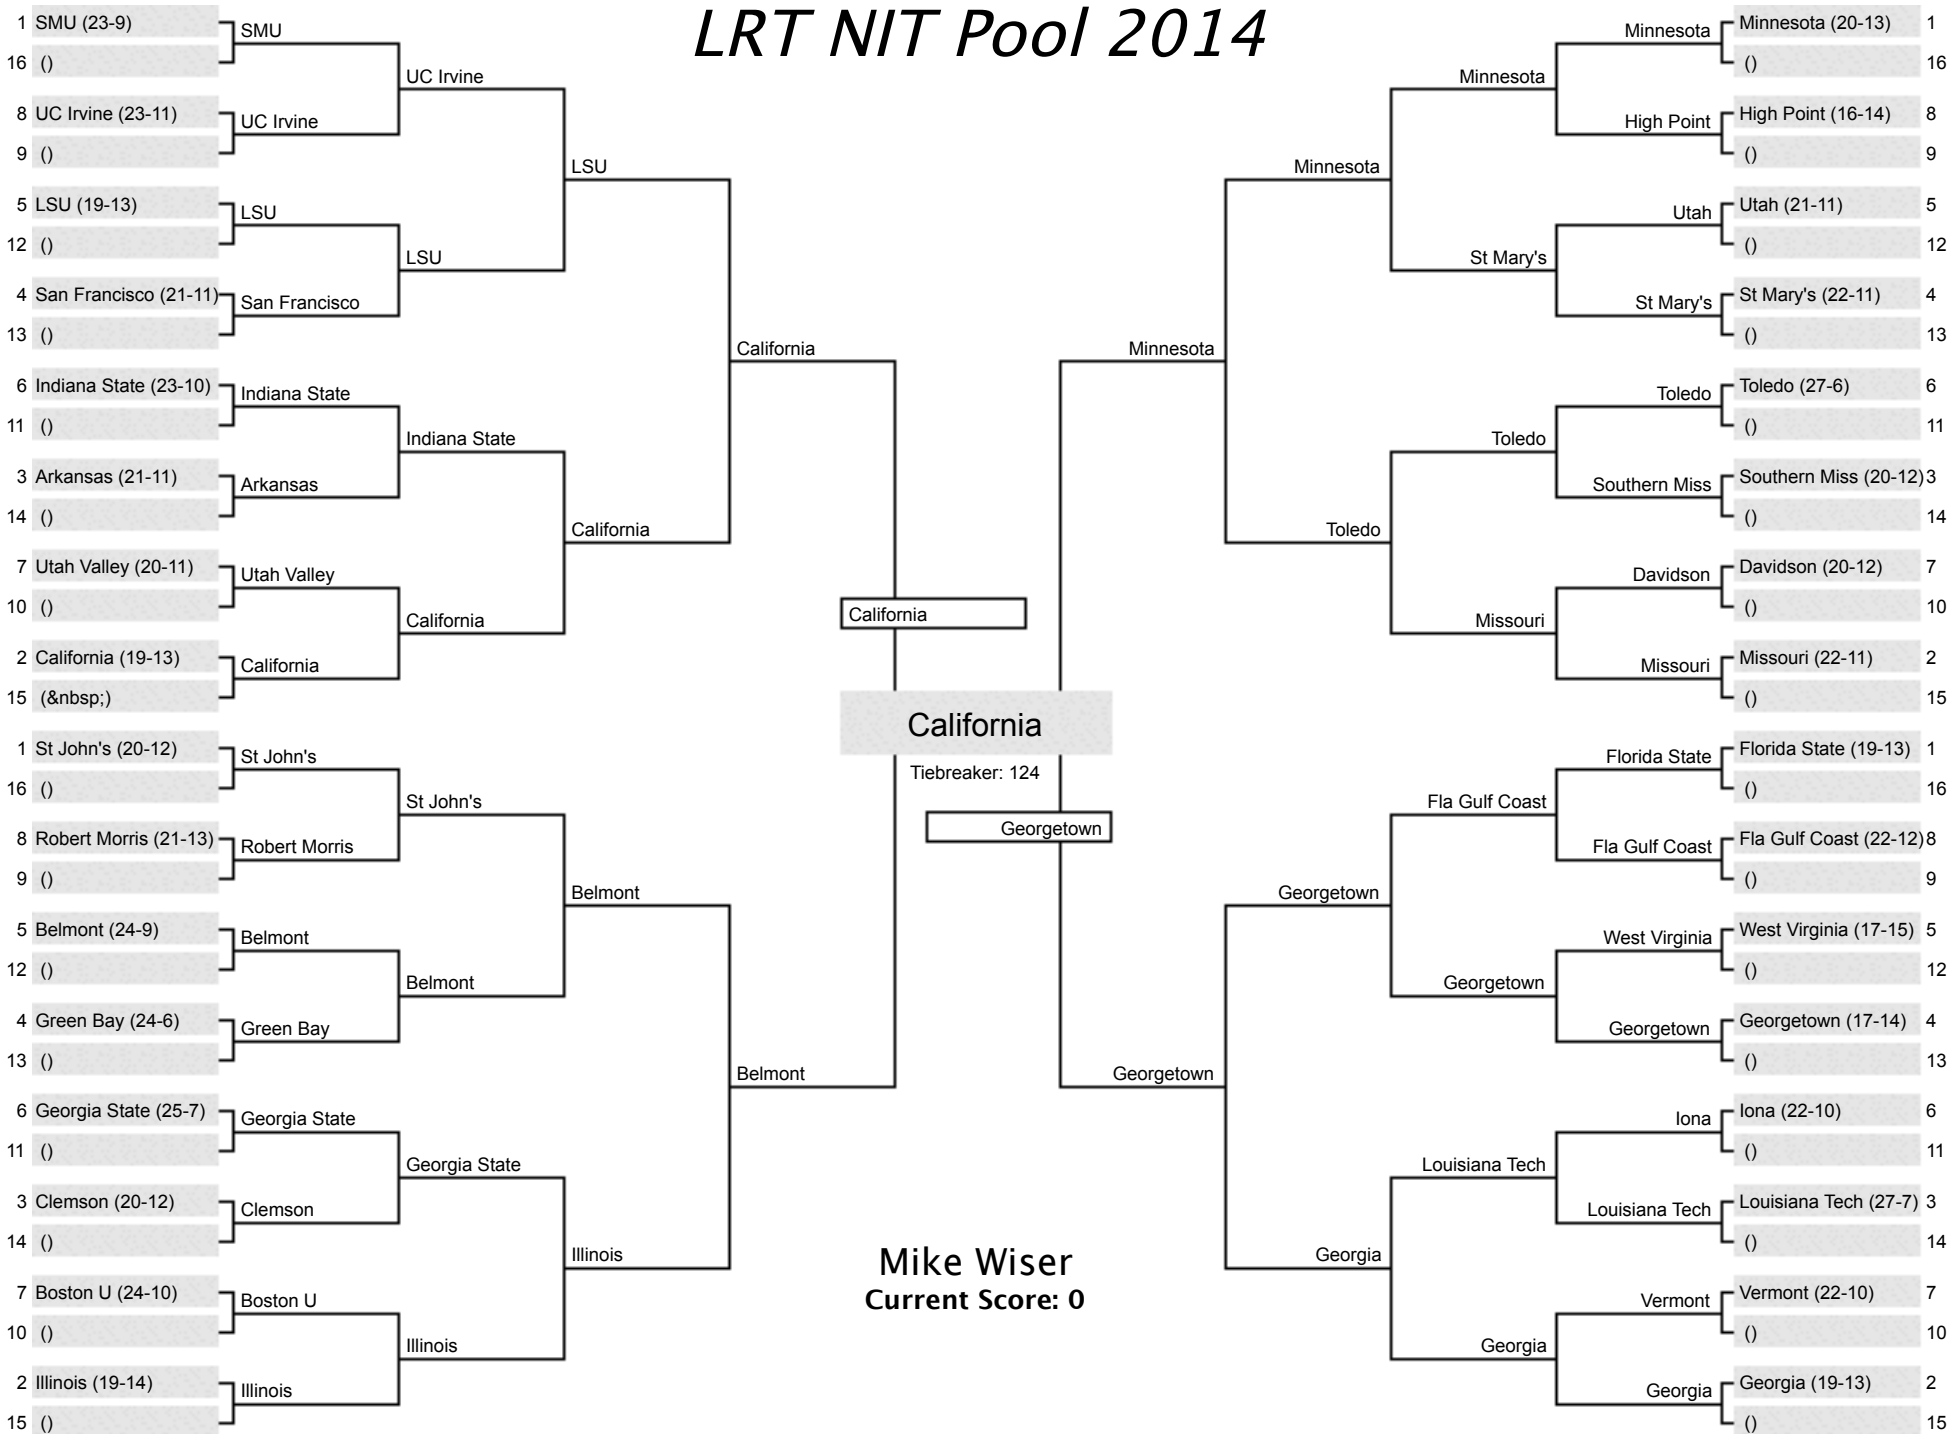 LRT NIT Pool 2014
1 SMU (23-9)
16 ()
8 UC Irvine (23-11)
9 ()
5 LSU (19-13)
12 ()
4 San Francisco (21-11)
13 ()
6 Indiana State (23-10)
11 ()
3 Arkansas (21-11)
14 ()
7 Utah Valley (20-11)
10 ()
2 California (19-13)
15 (&nbsp;)
1 St John's (20-12)
16 ()
8 Robert Morris (21-13)
9 ()
5 Belmont (24-9)
12 ()
4 Green Bay (24-6)
13 ()
6 Georgia State (25-7)
11 ()
3 Clemson (20-12)
14 ()
7 Boston U (24-10)
10 ()
2 Illinois (19-14)
15 ()
SMU
UC Irvine
LSU
San Francisco
Indiana State
Arkansas
Utah Valley
California
St John's
Robert Morris
Belmont
Green Bay
Georgia State
Clemson
Boston U
Illinois
UC Irvine
LSU
Indiana State
California
St John's
Belmont
Georgia State
Illinois
LSU
California
Belmont
Illinois
California
Belmont
California
California
Tiebreaker: 124
Georgetown
Mike Wiser
Current Score: 0
Minnesota
Georgetown
Minnesota
Toledo
Georgetown
Georgia
Minnesota
St Mary's
Toledo
Missouri
Fla Gulf Coast
Georgetown
Louisiana Tech
Georgia
Minnesota
High Point
Utah
St Mary's
Toledo
Southern Miss
Davidson
Missouri
Florida State
Fla Gulf Coast
West Virginia
Georgetown
Iona
Louisiana Tech
Vermont
Georgia
Minnesota (20-13) 1
() 16
High Point (16-14) 8
() 9
Utah (21-11) 5
() 12
St Mary's (22-11) 4
() 13
Toledo (27-6) 6
() 11
Southern Miss (20-12) 3
() 14
Davidson (20-12) 7
() 10
Missouri (22-11) 2
() 15
Florida State (19-13) 1
() 16
Fla Gulf Coast (22-12) 8
() 9
West Virginia (17-15) 5
() 12
Georgetown (17-14) 4
() 13
Iona (22-10) 6
() 11
Louisiana Tech (27-7) 3
() 14
Vermont (22-10) 7
() 10
Georgia (19-13) 2
() 15